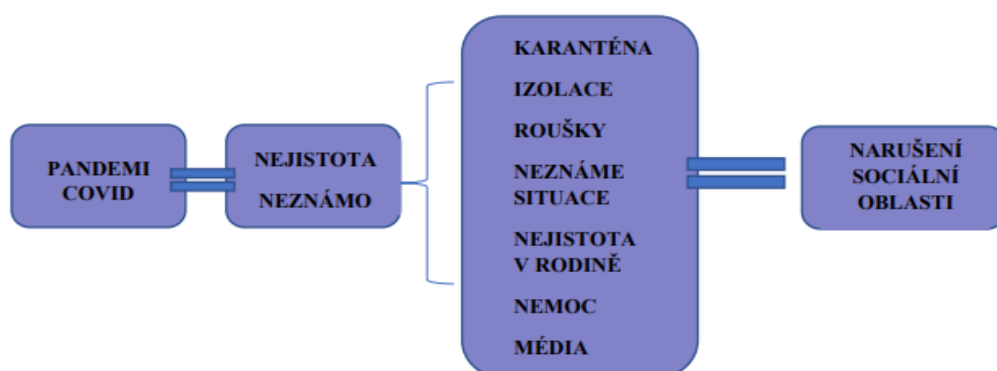 PANDEMI
COVID
NEJISTOTA
NEZNÁMO
KARANTÉNA
IZOLACE
ROUŠKY
NEZNÁME
SITUACE
NEJISTOTA
V RODINĚ
NEMOC
MÉDIA
NARUŠENÍ
SOCIÁLNÍ
OBLASTI